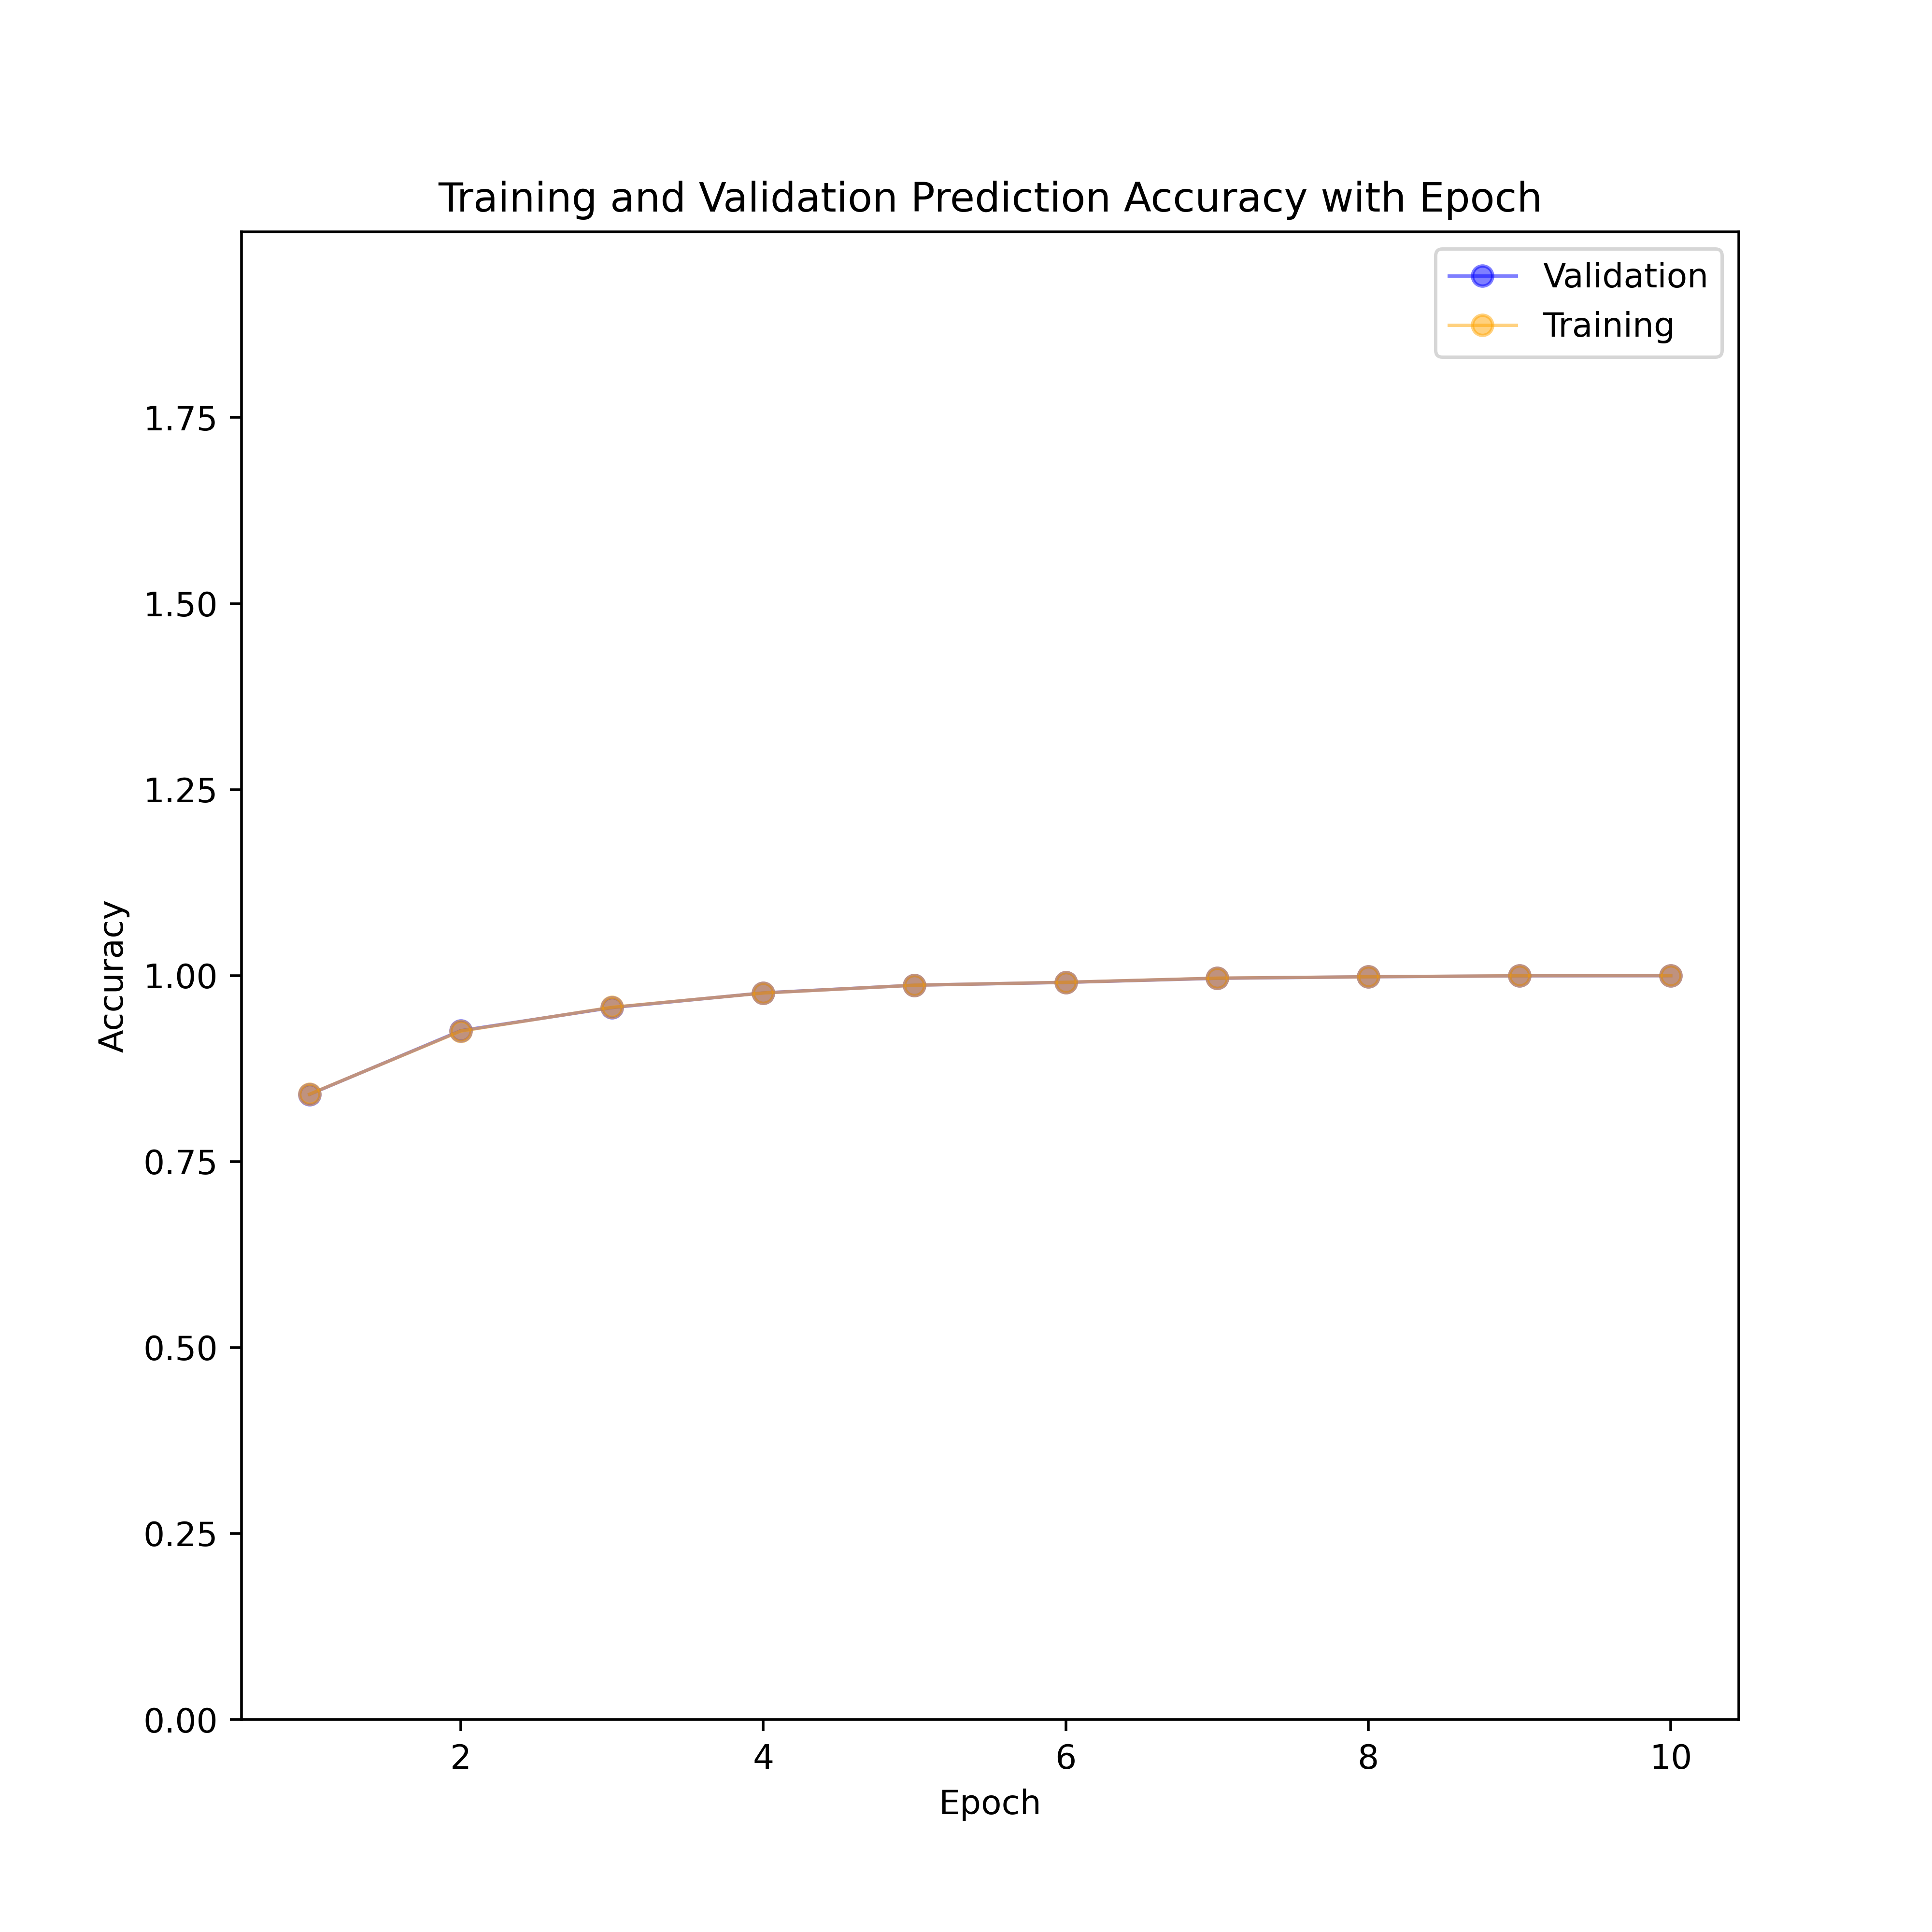 Training and Validation Prediction Accuracy with Epoch
Validation
Training
1.75
1.50
1.25
1.00
0.75
0.50
0.25
0.00
Accuracy
2 4 6 8 10
Epoch